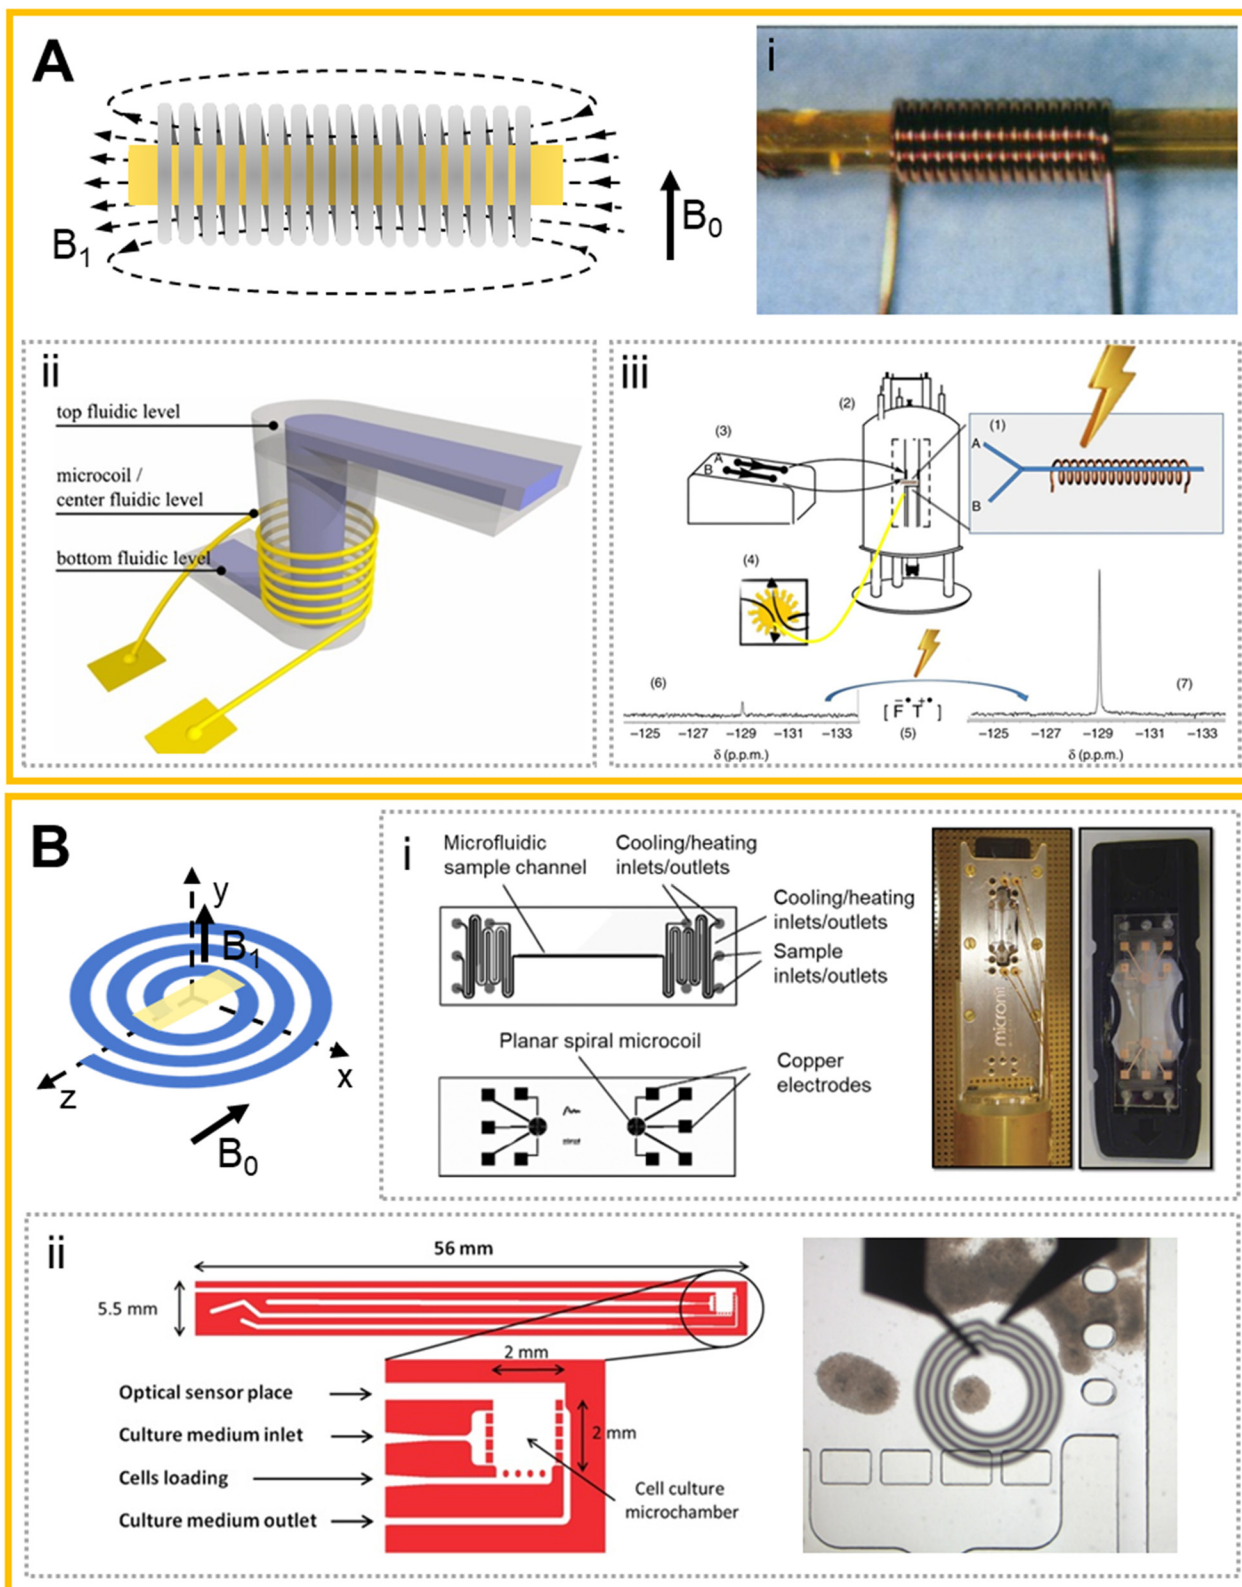 A
B₁
B₀
i
ii
top fluidic level
microcoil /
center fluidic level
bottom fluidic level
iii
(1)
A
B
(2)
(3)
A
B
(4)
(6)
(7)
[F̄•T⁺•]
(5)
−125 −127 −129 −131 −133
δ (p.p.m.)
−125 −127 −129 −131 −133
δ (p.p.m.)
B
y
B₁
x
z
B₀
i
Microfluidic
sample channel
Cooling/heating
inlets/outlets
Cooling/heating
inlets/outlets
Sample
inlets/outlets
Planar spiral microcoil
Copper
electrodes
micronit
ii
56 mm
5.5 mm
2 mm
2 mm
Optical sensor place
Culture medium inlet
Cells loading
Culture medium outlet
Cell culture
microchamber